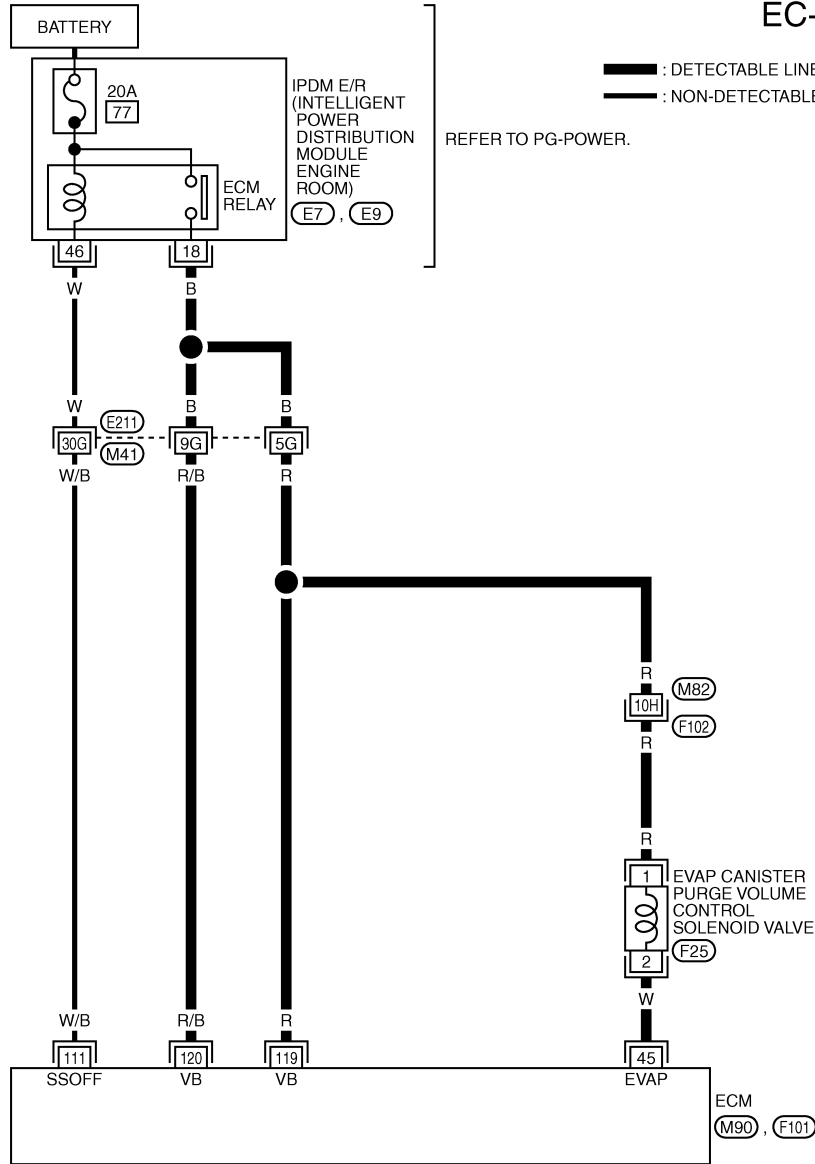 EC-
BATTERY
: DETECTABLE LINE
: NON-DETECTABLE
20A
77
IPDM E/R
(INTELLIGENT
POWER
DISTRIBUTION
MODULE
ENGINE
ROOM)
E7 , E9
REFER TO PG-POWER.
ECM
RELAY
46 18
W B
W B B
E211
30G 9G 5G
M41
W/B R/B R
R
M82
10H
F102
R
R
1
EVAP CANISTER
PURGE VOLUME
CONTROL
SOLENOID VALVE
F25
2
W
W/B R/B R
111 120 119 45
SSOFF VB VB EVAP
ECM
M90 , F101